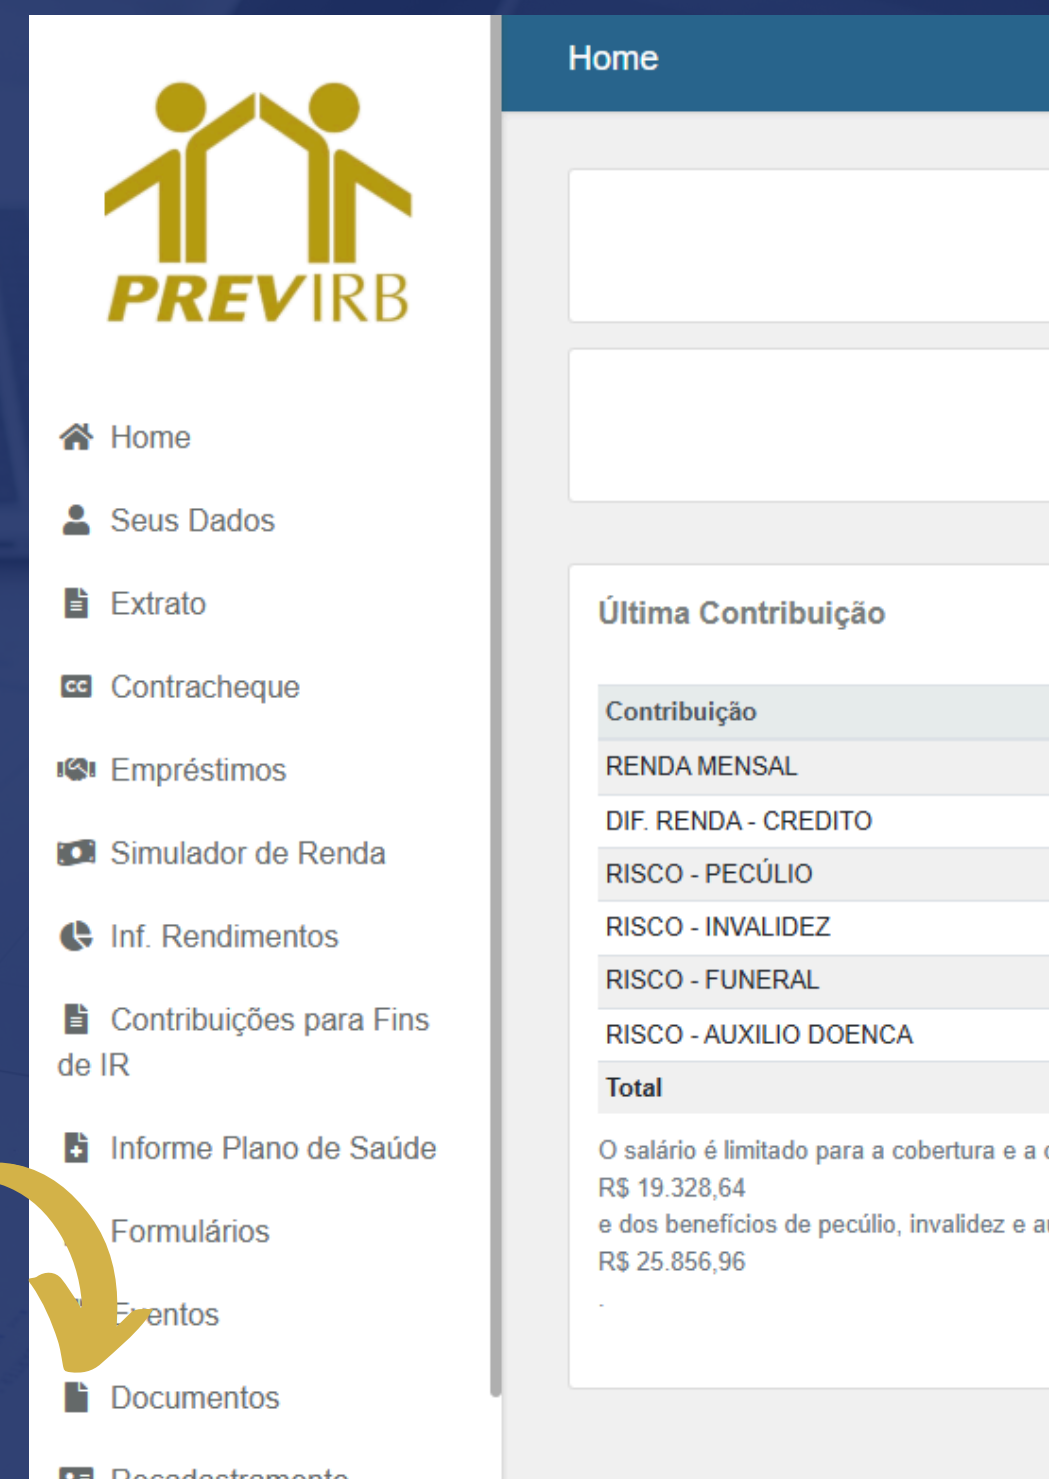 PREVIRB
Home
Seus Dados
Extrato
Contracheque
Empréstimos
Simulador de Renda
Inf. Rendimentos
Contribuições para Fins
de IR
Informe Plano de Saúde
Formulários
Eventos
Documentos
Recadastramento
Home
Última Contribuição
Contribuição
RENDA MENSAL
DIF. RENDA - CREDITO
RISCO - PECÚLIO
RISCO - INVALIDEZ
RISCO - FUNERAL
RISCO - AUXILIO DOENCA
Total
O salário é limitado para a cobertura e a
R$ 19.328,64
e dos benefícios de pecúlio, invalidez e
R$ 25.856,96
.